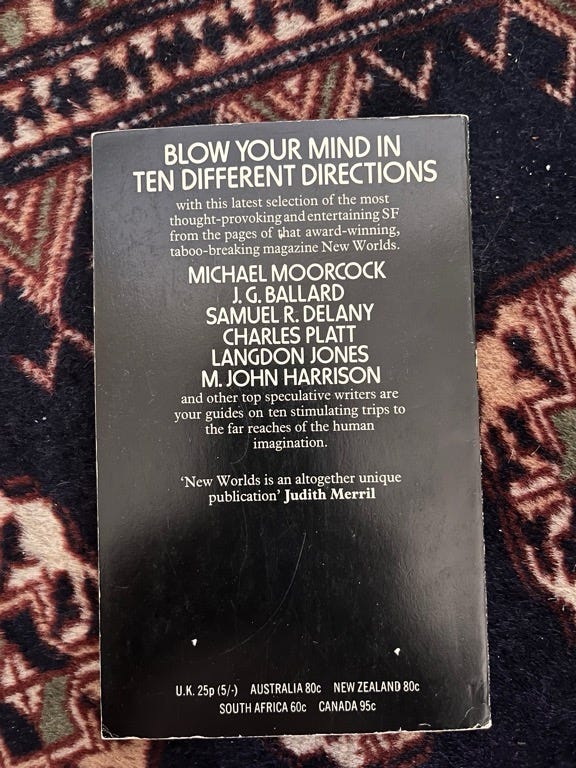 BLOW YOUR MIND IN
TEN DIFFERENT DIRECTIONS
with this latest selection of the most
thought-provoking and entertaining SF
from the pages of that award-winning,
taboo-breaking magazine New Worlds.
MICHAEL MOORCOCK
J. G. BALLARD
SAMUEL R. DELANY
CHARLES PLATT
LANGDON JONES
M. JOHN HARRISON
and other top speculative writers are
your guides on ten stimulating trips to
the far reaches of the human
imagination.
‘New Worlds is an altogether unique
publication’ Judith Merril
U.K. 25p (5/-) AUSTRALIA 80c NEW ZEALAND 80c
SOUTH AFRICA 60c CANADA 95c